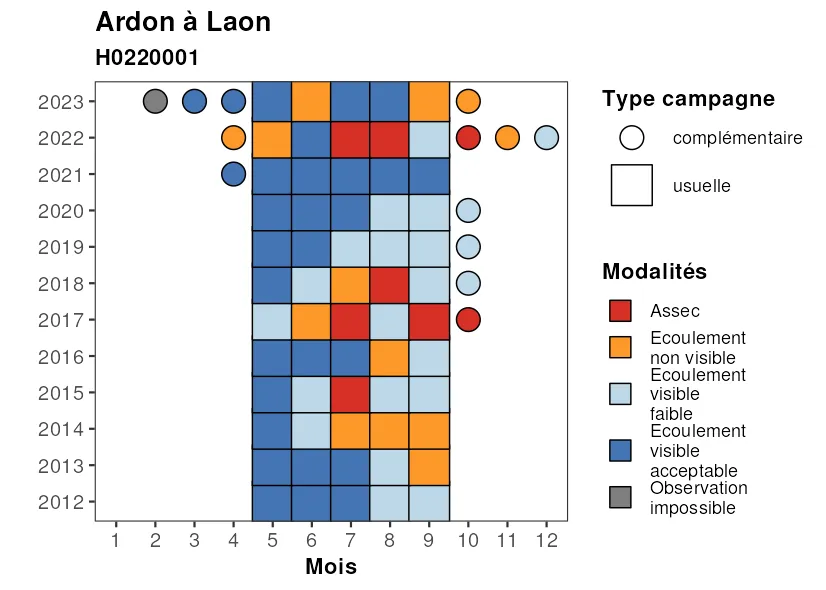 Ardon à Laon
H0220001
2023
2022
2021
2020
2019
2018
2017
2016
2015
2014
2013
2012
1 2 3 4 5 6 7 8 9 10 11 12
Mois
Type campagne
complémentaire
usuelle
Modalités
Assec
Ecoulement
non visible
Ecoulement
visible
faible
Ecoulement
visible
acceptable
Observation
impossible